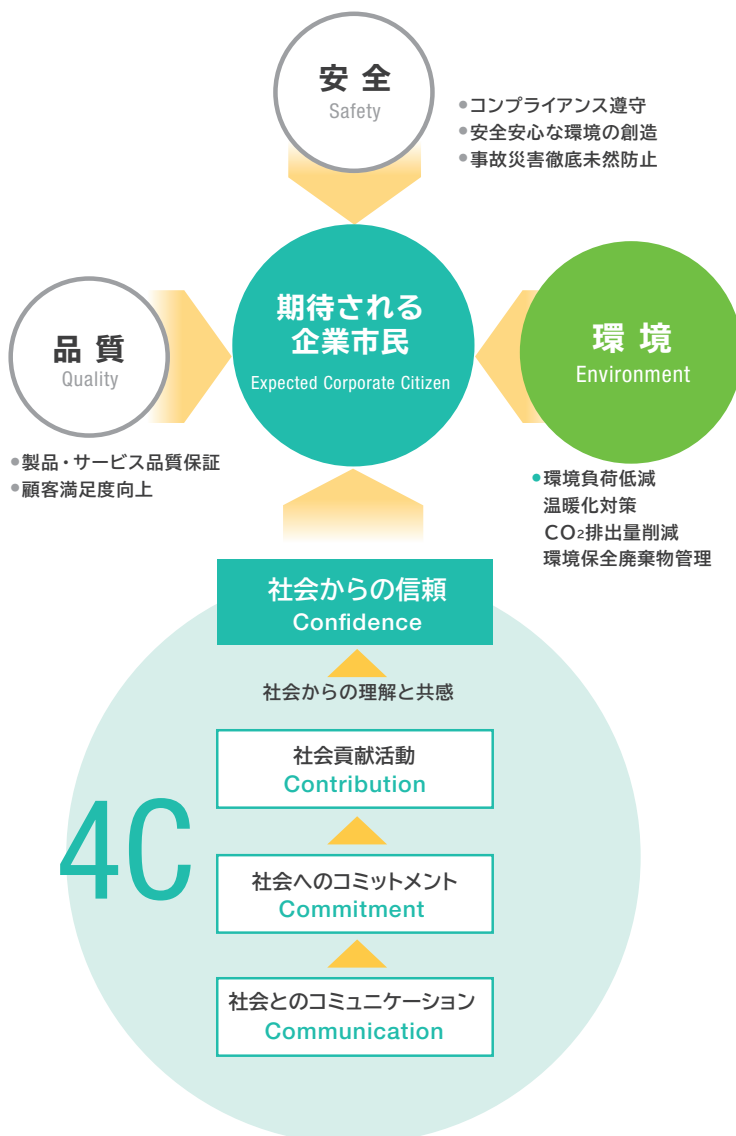 安全
Safety
•コンプライアンス遵守
•安全安心な環境の創造
•事故災害徹底未然防止
期待される
企業市民
Expected Corporate Citizen
品質
Quality
•製品・サービス品質保証
•顧客満足度向上
環境
Environment
•環境負荷低減
温暖化対策
CO₂排出量削減
環境保全廃棄物管理
社会からの信頼
Confidence
社会からの理解と共感
社会貢献活動
Contribution
4C
社会へのコミットメント
Commitment
社会とのコミュニケーション
Communication